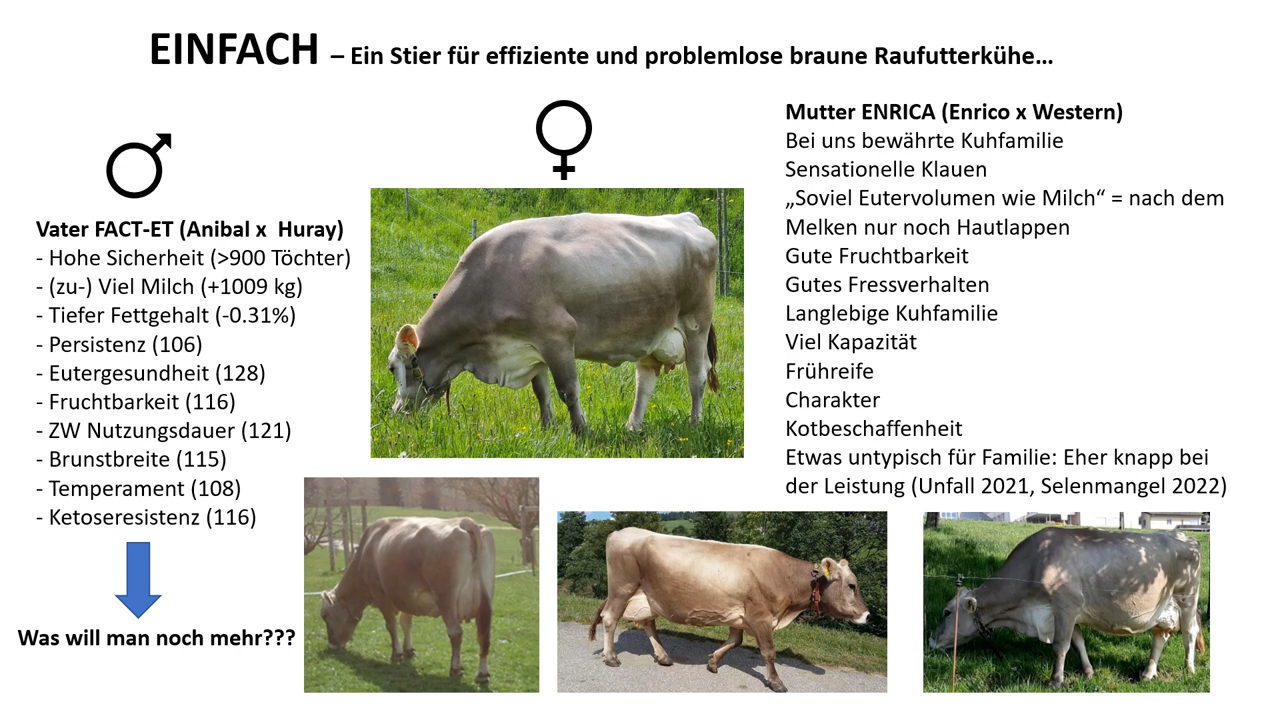 EINFACH – Ein Stier für effiziente und problemlose braune Raufutterkühe…
Vater FACT-ET (Anibal x  Huray)
- Hohe Sicherheit (>900 Töchter)
- (zu-) Viel Milch (+1009 kg)
- Tiefer Fettgehalt (-0.31%)
- Persistenz (106)
- Eutergesundheit (128)
- Fruchtbarkeit (116)
- ZW Nutzungsdauer (121)
- Brunstbreite (115)
- Temperament (108)
- Ketoseresistenz (116)
Was will man noch mehr???
Mutter ENRICA (Enrico x Western)
Bei uns bewährte Kuhfamilie
Sensationelle Klauen
„Soviel Eutervolumen wie Milch“ = nach dem
Melken nur noch Hautlappen
Gute Fruchtbarkeit
Gutes Fressverhalten
Langlebige Kuhfamilie
Viel Kapazität
Frühreife
Charakter
Kotbeschaffenheit
Etwas untypisch für Familie: Eher knapp bei
der Leistung (Unfall 2021, Selenmangel 2022)